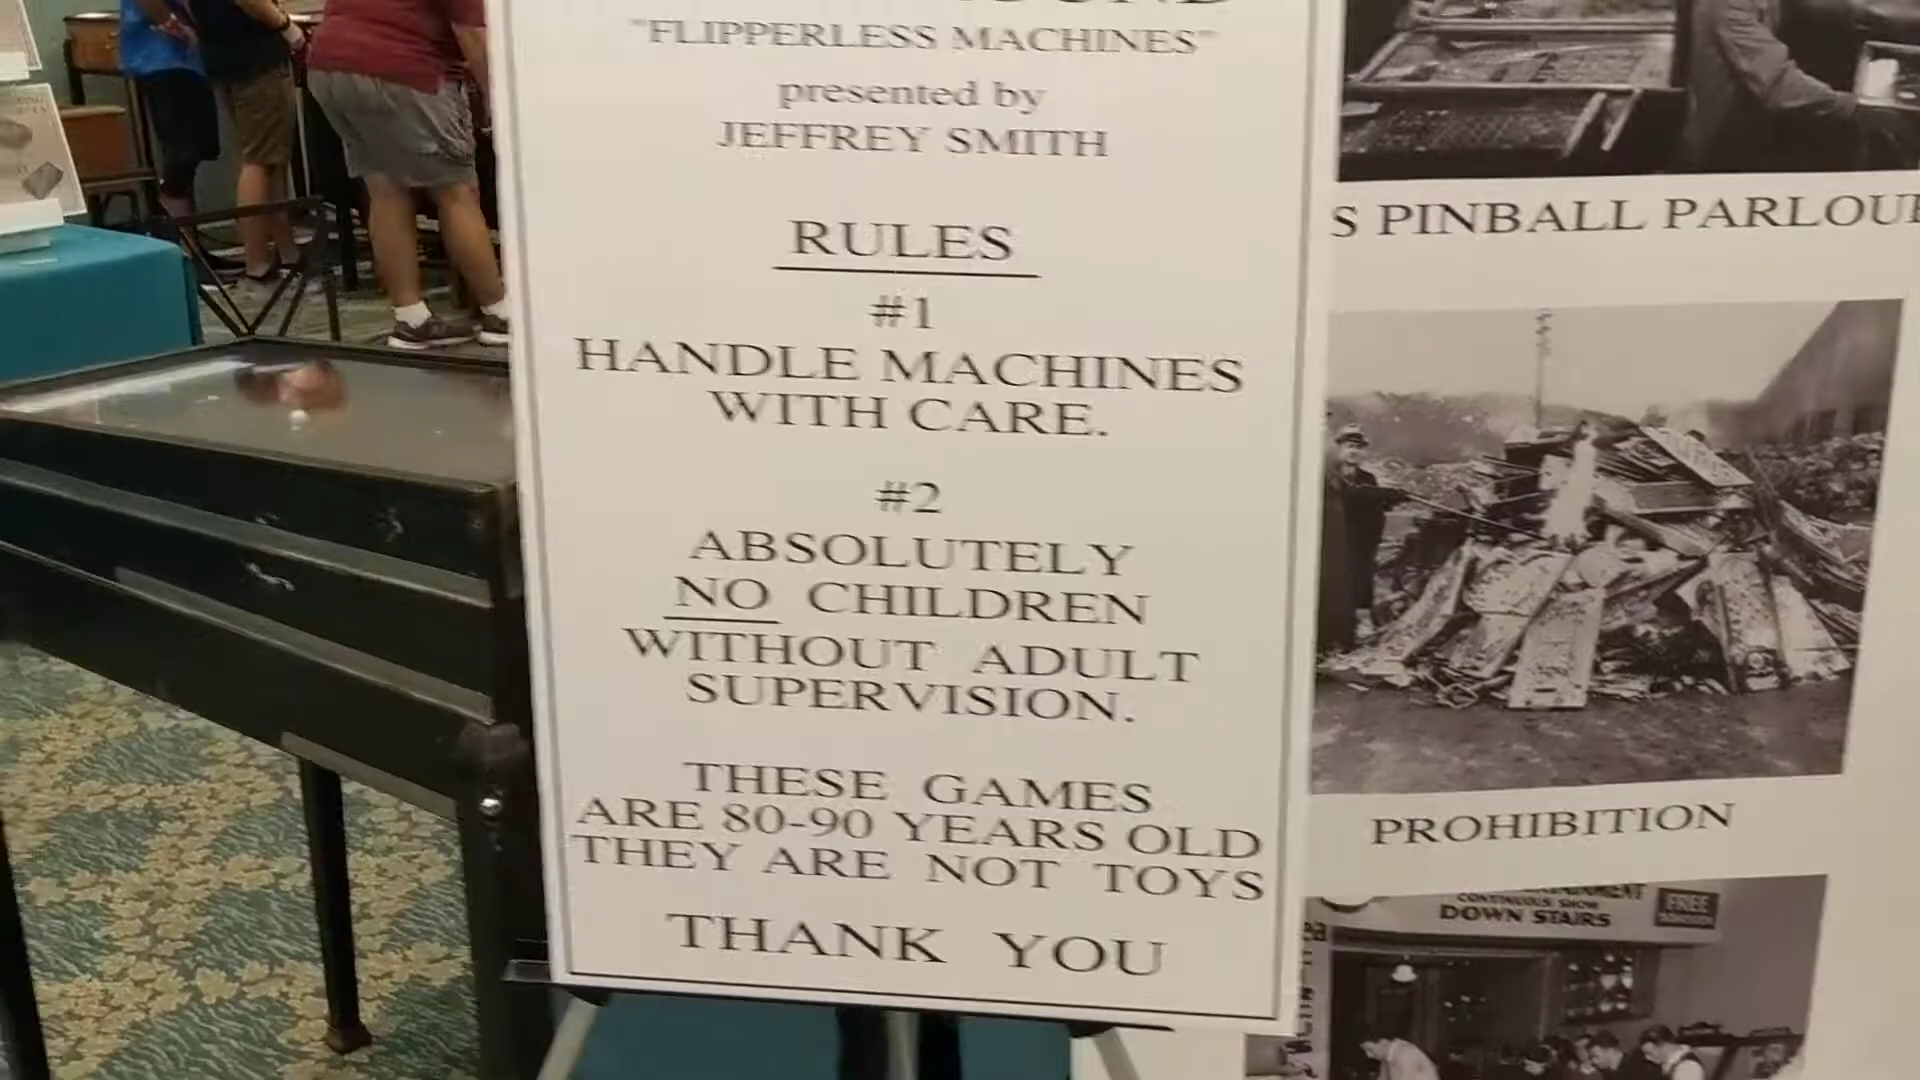 "FLIPPERLESS MACHINES"
presented by
JEFFREY SMITH
RULES
#1
HANDLE MACHINES
WITH CARE.
#2
ABSOLUTELY
NO CHILDREN
WITHOUT ADULT
SUPERVISION.
THESE GAMES
ARE 80-90 YEARS OLD
THEY ARE NOT TOYS
THANK YOU
S PINBALL PARLOU
PROHIBITION
CONTINUOUS SHOW
DOWN STAIRS
FREE